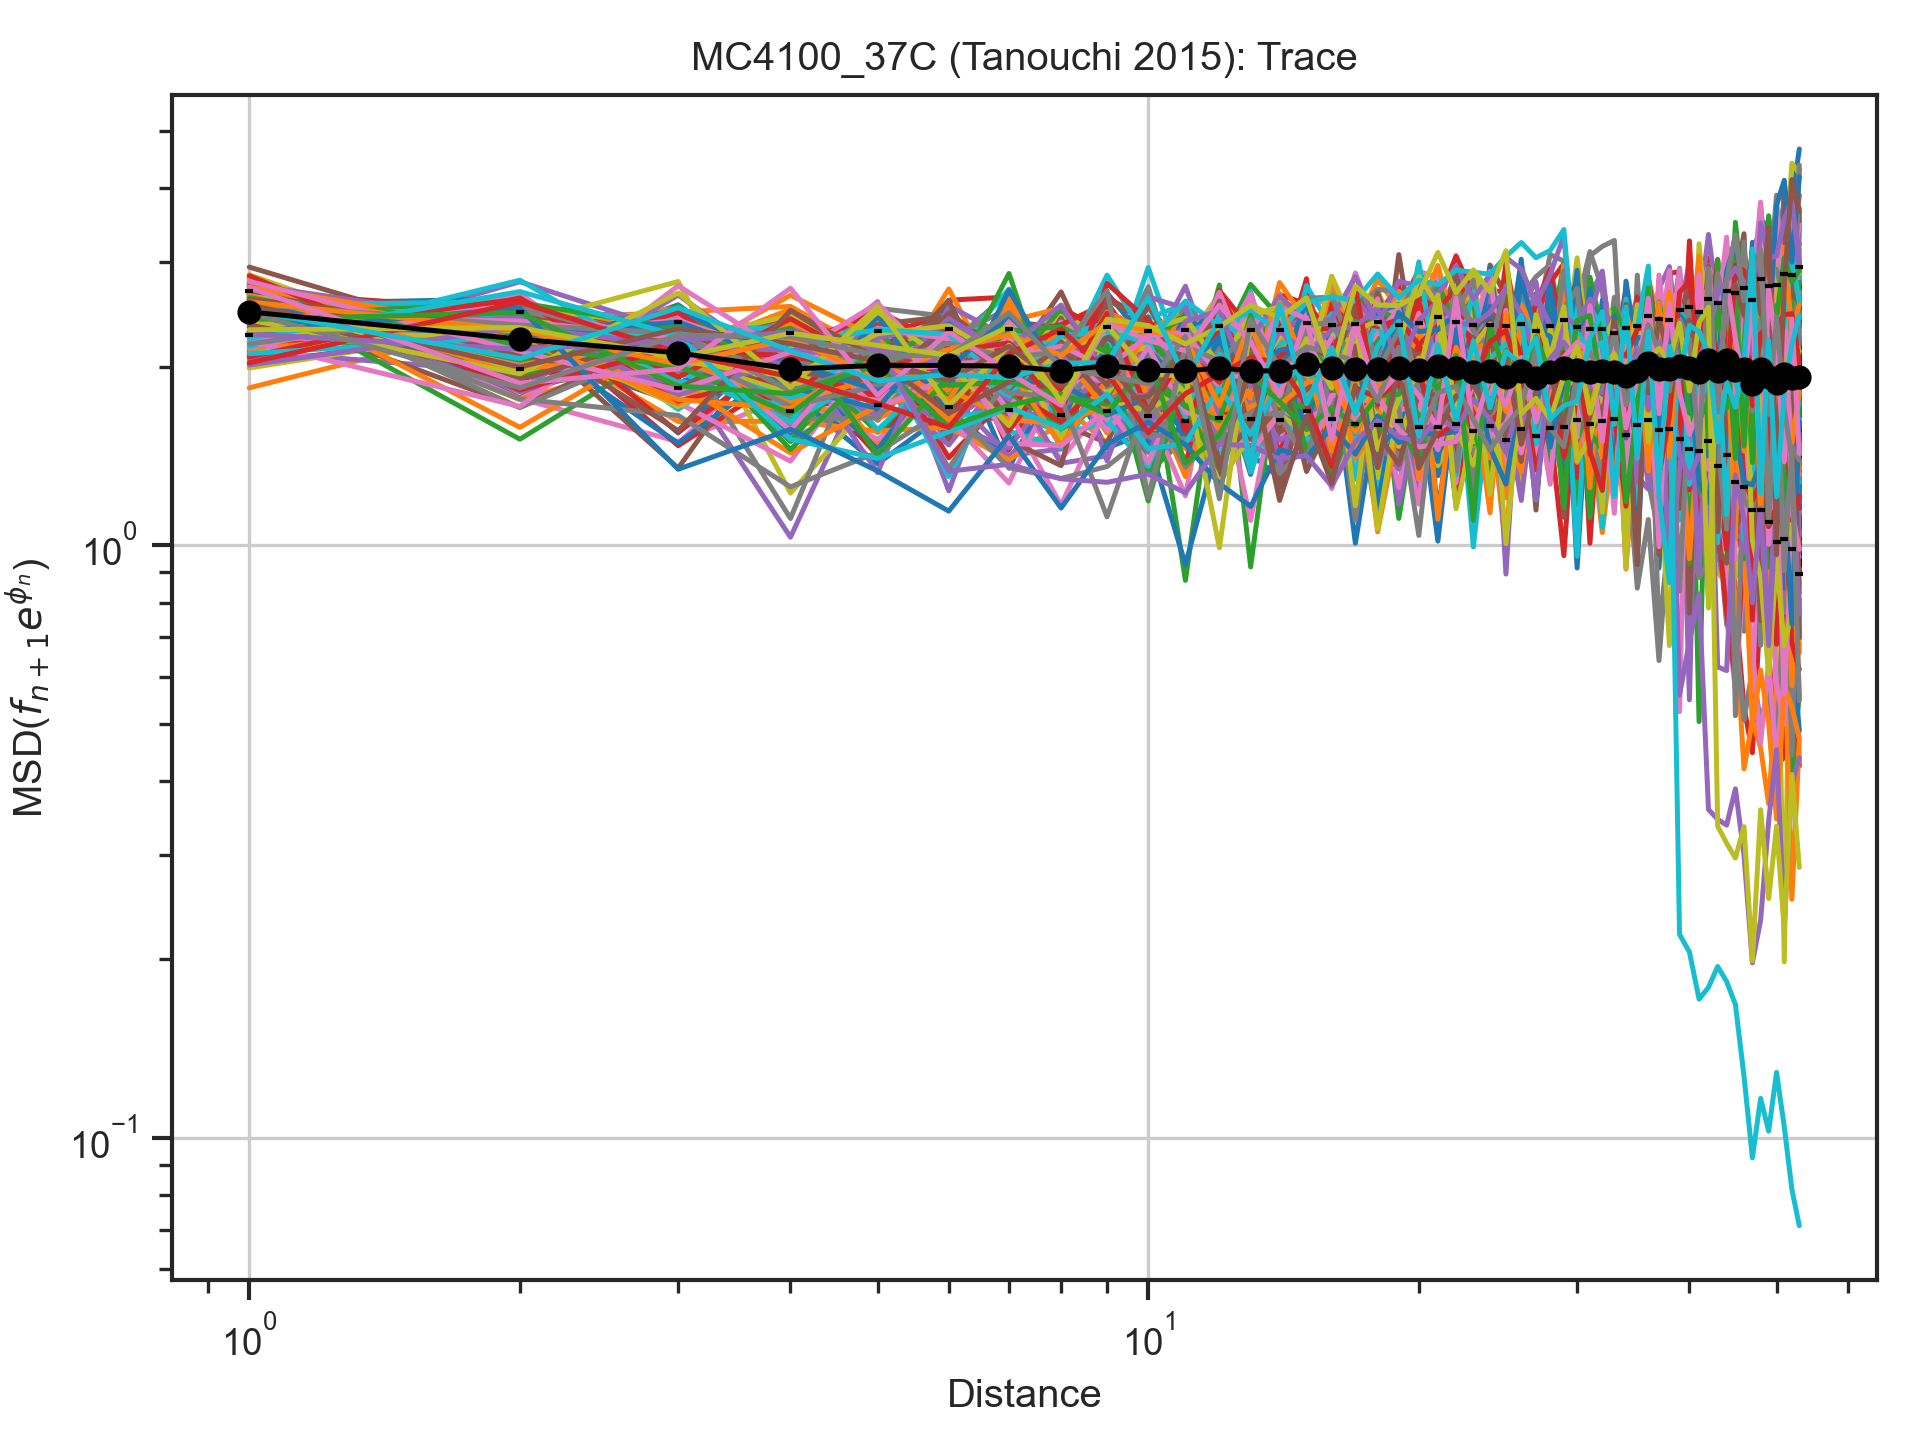 MC4100_37C (Tanouchi 2015): Trace
MSD(fₙ₊₁e^ϕₙ)
10⁰
10⁻¹
10⁰
10¹
Distance